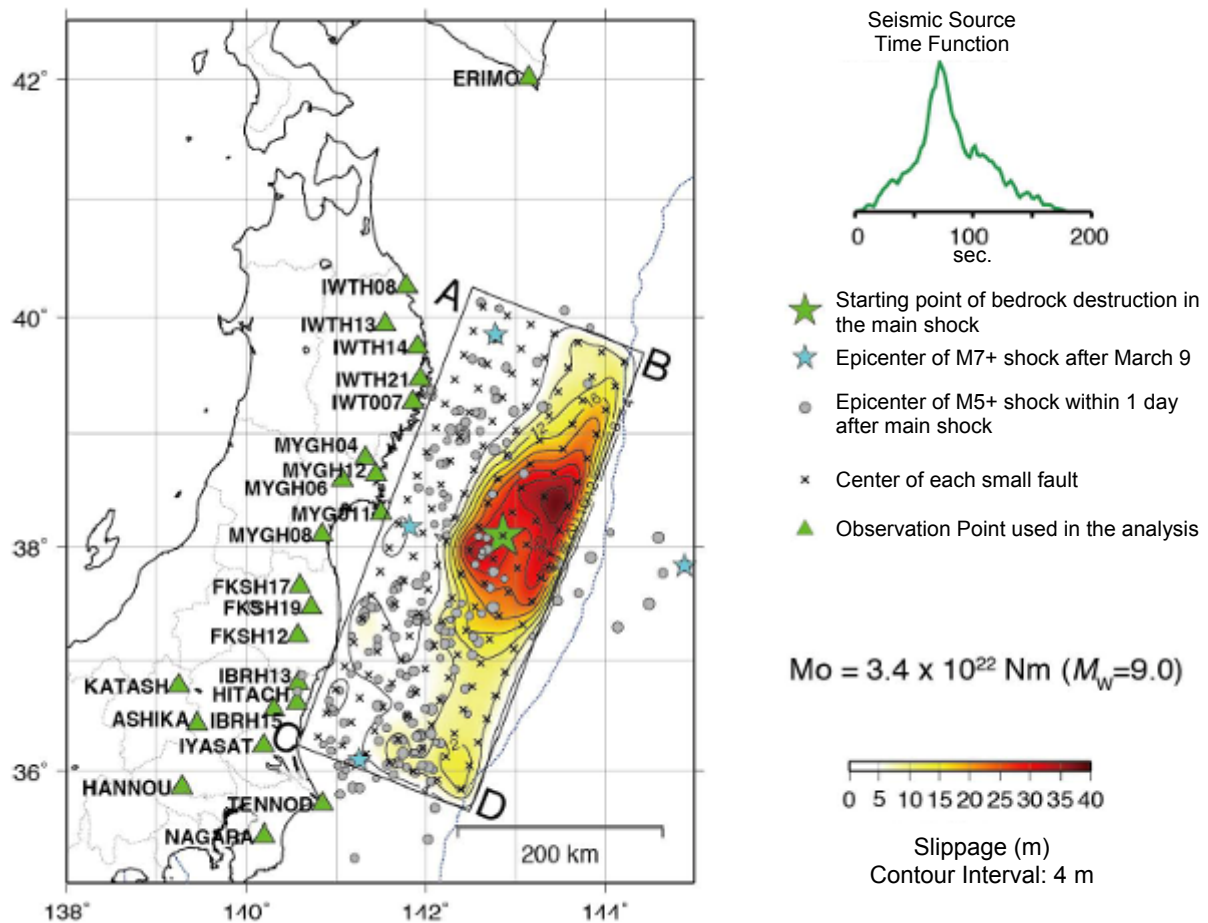 Seismic Source
Time Function
0 100 200
sec.
Starting point of bedrock destruction in
the main shock
Epicenter of M7+ shock after March 9
Epicenter of M5+ shock within 1 day
after main shock
Center of each small fault
Observation Point used in the analysis
Mo = 3.4 x 10²² Nm (Mw=9.0)
0 5 10 15 20 25 30 35 40
Slippage (m)
Contour Interval: 4 m
42°
40°
38°
36°
138° 140° 142° 144°
ERIMO
IWTH08
IWTH13
IWTH14
IWTH21
IWT007
MYGH04
MYGH12
MYGH06
MYG011
MYGH08
FKSH17
FKSH19
FKSH12
IBRH13
KATASH
HITACH
ASHIKA
IBRH15
IYASAT
HANNOU
TENNOD
NAGARA
A
B
C
D
12
200 km